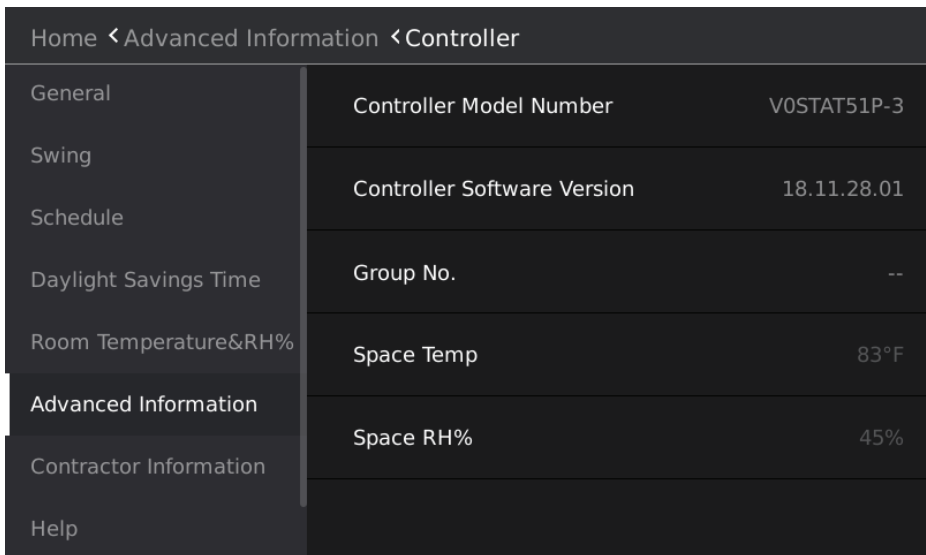 Home <Advanced Information <Controller
General
Swing
Schedule
Daylight Savings Time
Room Temperature&RH%
Advanced Information
Contractor Information
Help
Controller Model Number V0STAT51P-3
Controller Software Version 18.11.28.01
Group No. --
Space Temp 83°F
Space RH% 45%